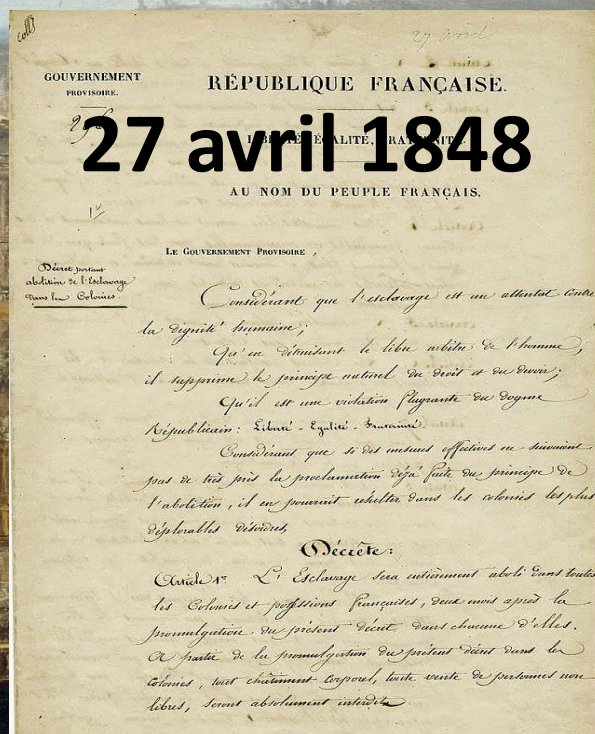 27 avril
GOUVERNEMENT
PROVISOIRE.
RÉPUBLIQUE FRANÇAISE.
27 avril 1848
LIBERTÉ, ÉGALITÉ, FRATERNITÉ.
AU NOM DU PEUPLE FRANÇAIS.
LE GOUVERNEMENT PROVISOIRE,
Décret portant
abolition de l'Esclavage
dans les Colonies
Considérant que l'esclavage est un attentat contre
la dignité humaine;
Qu'en détruisant le libre arbitre de l'homme,
il supprime le principe naturel du droit et du devoir;
Qu'il est une violation flagrante du dogme
Républicain: Liberté - Egalité - Fraternité.
Considérant que si des mesures effectives ne suivaient
pas de très près la proclamation déjà faite du principe de
l'abolition, il en pourrait résulter dans les colonies les plus
déplorables désordres,
Décrète:
Article 1er L'Esclavage sera entièrement aboli dans toutes
les Colonies et possessions françaises, deux mois après la
promulgation du présent décret dans chacune d'elles.
A partir de la promulgation du présent décret dans les
colonies, tout châtiment corporel, toute vente de personnes non
libres, seront absolument interdits